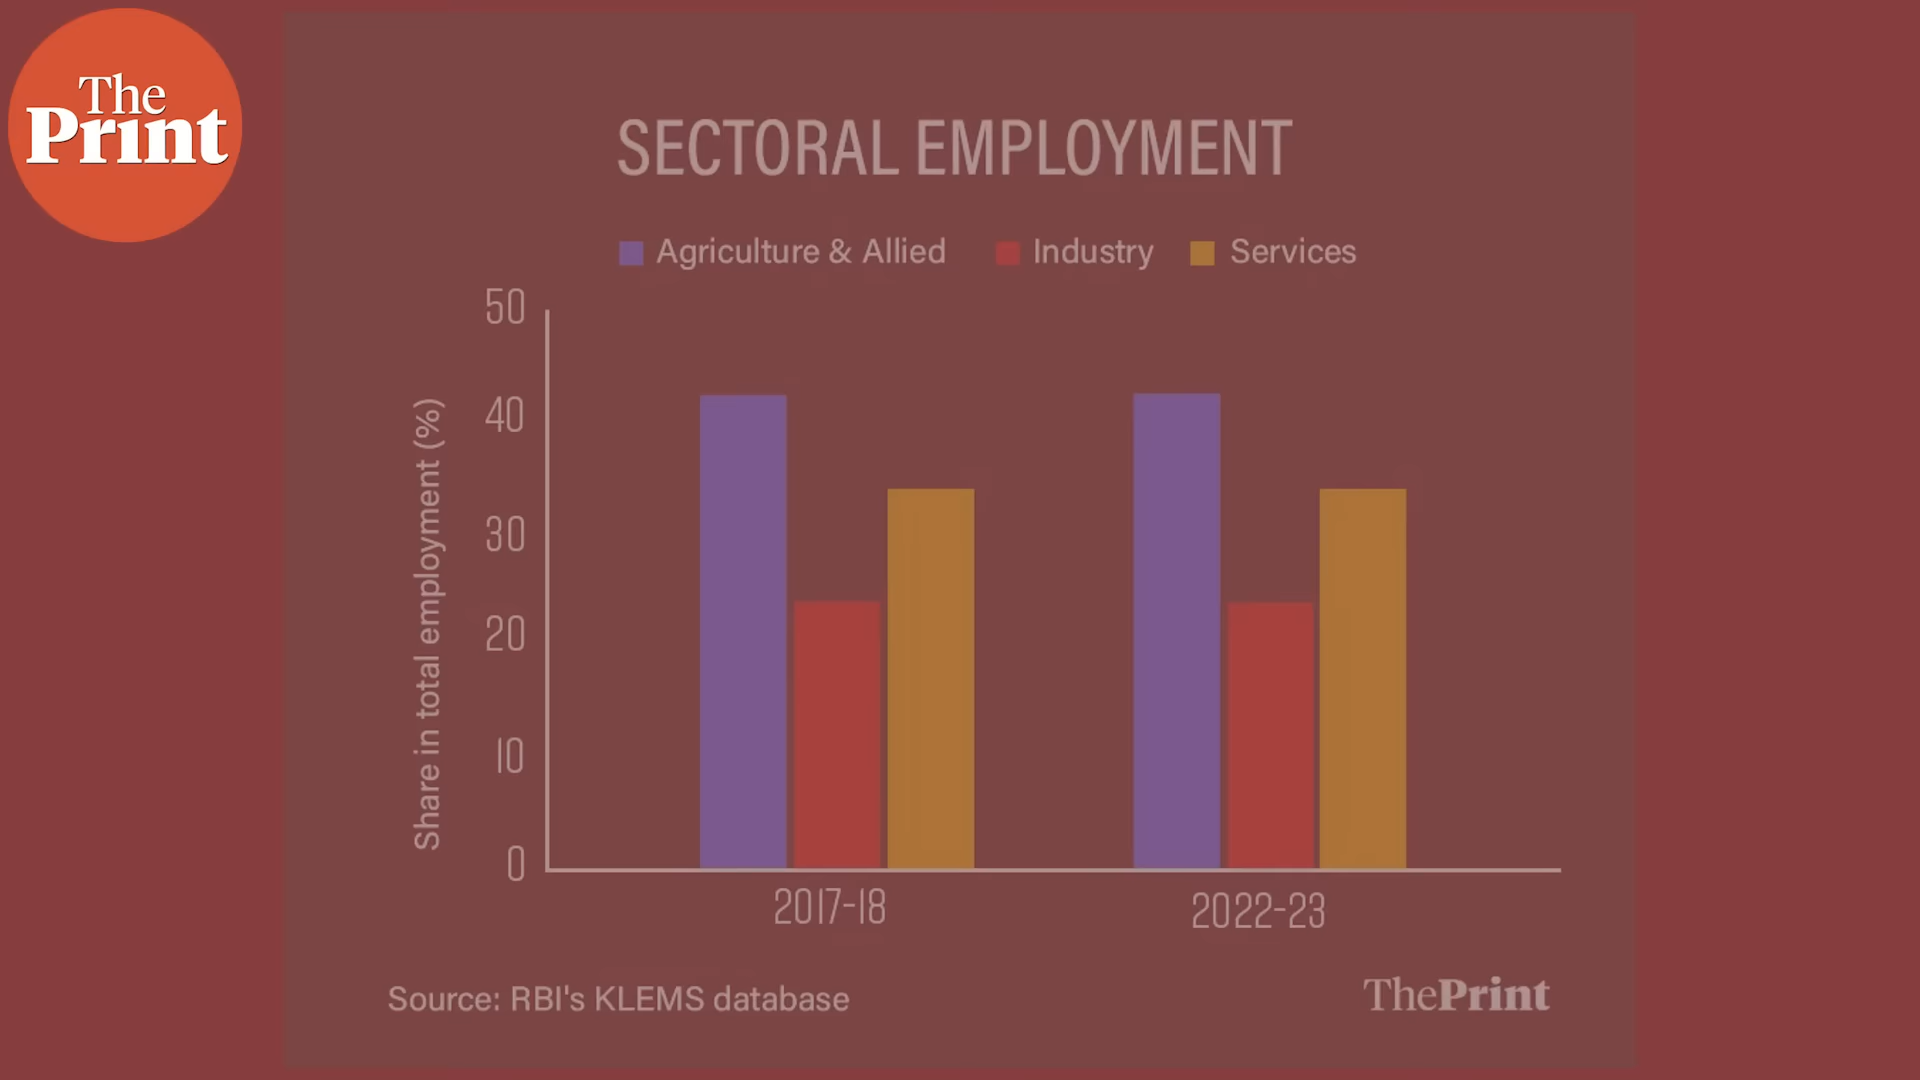 The
Print
SECTORAL EMPLOYMENT
Agriculture & Allied Industry Services
Share in total employment (%)
50
40
30
20
10
0
2017-18 2022-23
Source: RBI's KLEMS database
ThePrint